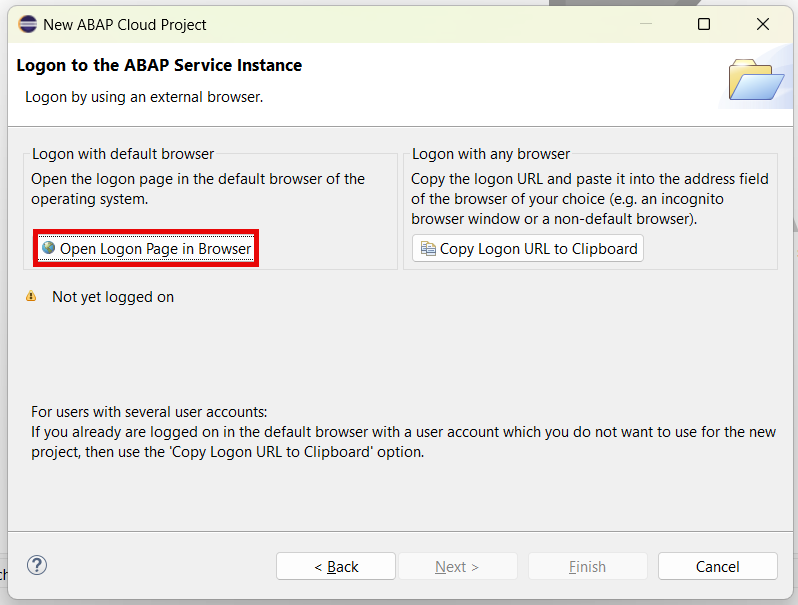 New ABAP Cloud Project
Logon to the ABAP Service Instance
Logon by using an external browser.
Logon with default browser
Open the logon page in the default browser of the
operating system.
Open Logon Page in Browser
Logon with any browser
Copy the logon URL and paste it into the address field
of the browser of your choice (e.g. an incognito
browser window or a non-default browser).
Copy Logon URL to Clipboard
Not yet logged on
For users with several user accounts:
If you already are logged on in the default browser with a user account which you do not want to use for the new
project, then use the 'Copy Logon URL to Clipboard' option.
?
< Back
Next >
Finish
Cancel